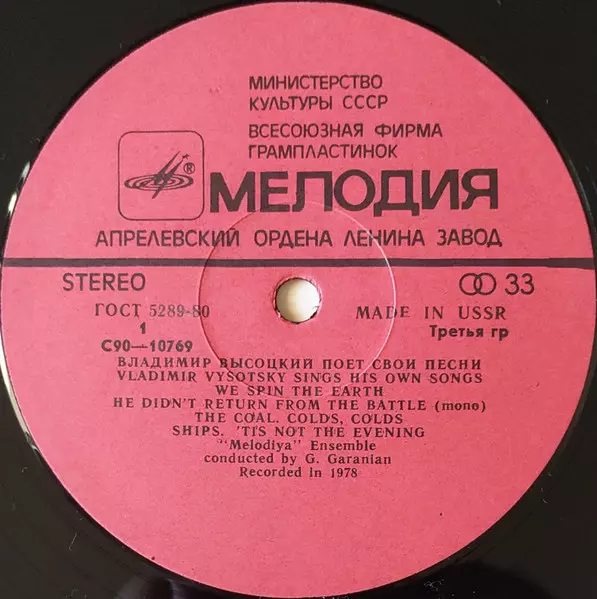 МИНИСТЕРСТВО
КУЛЬТУРЫ СССР
ВСЕСОЮЗНАЯ ФИРМА
ГРАМПЛАСТИНОК
®
МЕЛОДИЯ
АПРЕЛЕВСКИЙ ОРДЕНА ЛЕНИНА ЗАВОД
STEREO 33
ГОСТ 5289-80 MADE IN USSR
1 Третья гр
С90—10769
ВЛАДИМИР ВЫСОЦКИЙ ПОЕТ СВОИ ПЕСНИ
VLADIMIR VYSOTSKY SINGS HIS OWN SONGS
WE SPIN THE EARTH
HE DIDN'T RETURN FROM THE BATTLE (mono)
THE COAL. COLDS, COLDS
SHIPS. 'TIS NOT THE EVENING
"Melodiya" Ensemble
conducted by G. Garanian
Recorded in 1978